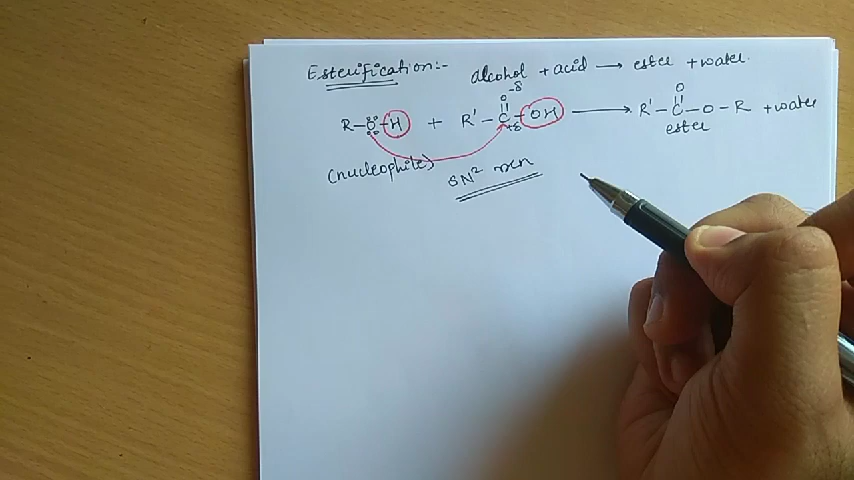 Esterification:- alcohol + acid → ester + water.
R-O-H + R'-C-OH → R'-C-O-R + water
O -δ O
+δ ester
(nucleophile) SN² rxn